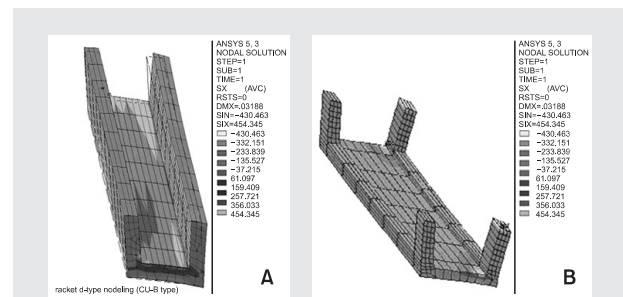 ANSYS 5, 3
NODAL SOLUTION
STEP=1
SUB=1
TIME=1
SX (AVC)
RSTS=0
DMX=.03188
SIN=−430.463
SIX=454.345
−430.463
−332.151
−233.839
−135.527
−37.215
61.097
159.409
257.721
356.033
454.345
A
racket d-type nodeling (CU-B type)
ANSYS 5, 3
NODAL SOLUTION
STEP=1
SUB=1
TIME=1
SX (AVC)
RSTS=0
DMX=.03188
SIN=−430.463
SIX=454.345
−430.463
−332.151
−233.839
−135.527
−37.215
61.097
159.409
257.721
356.033
454.345
B